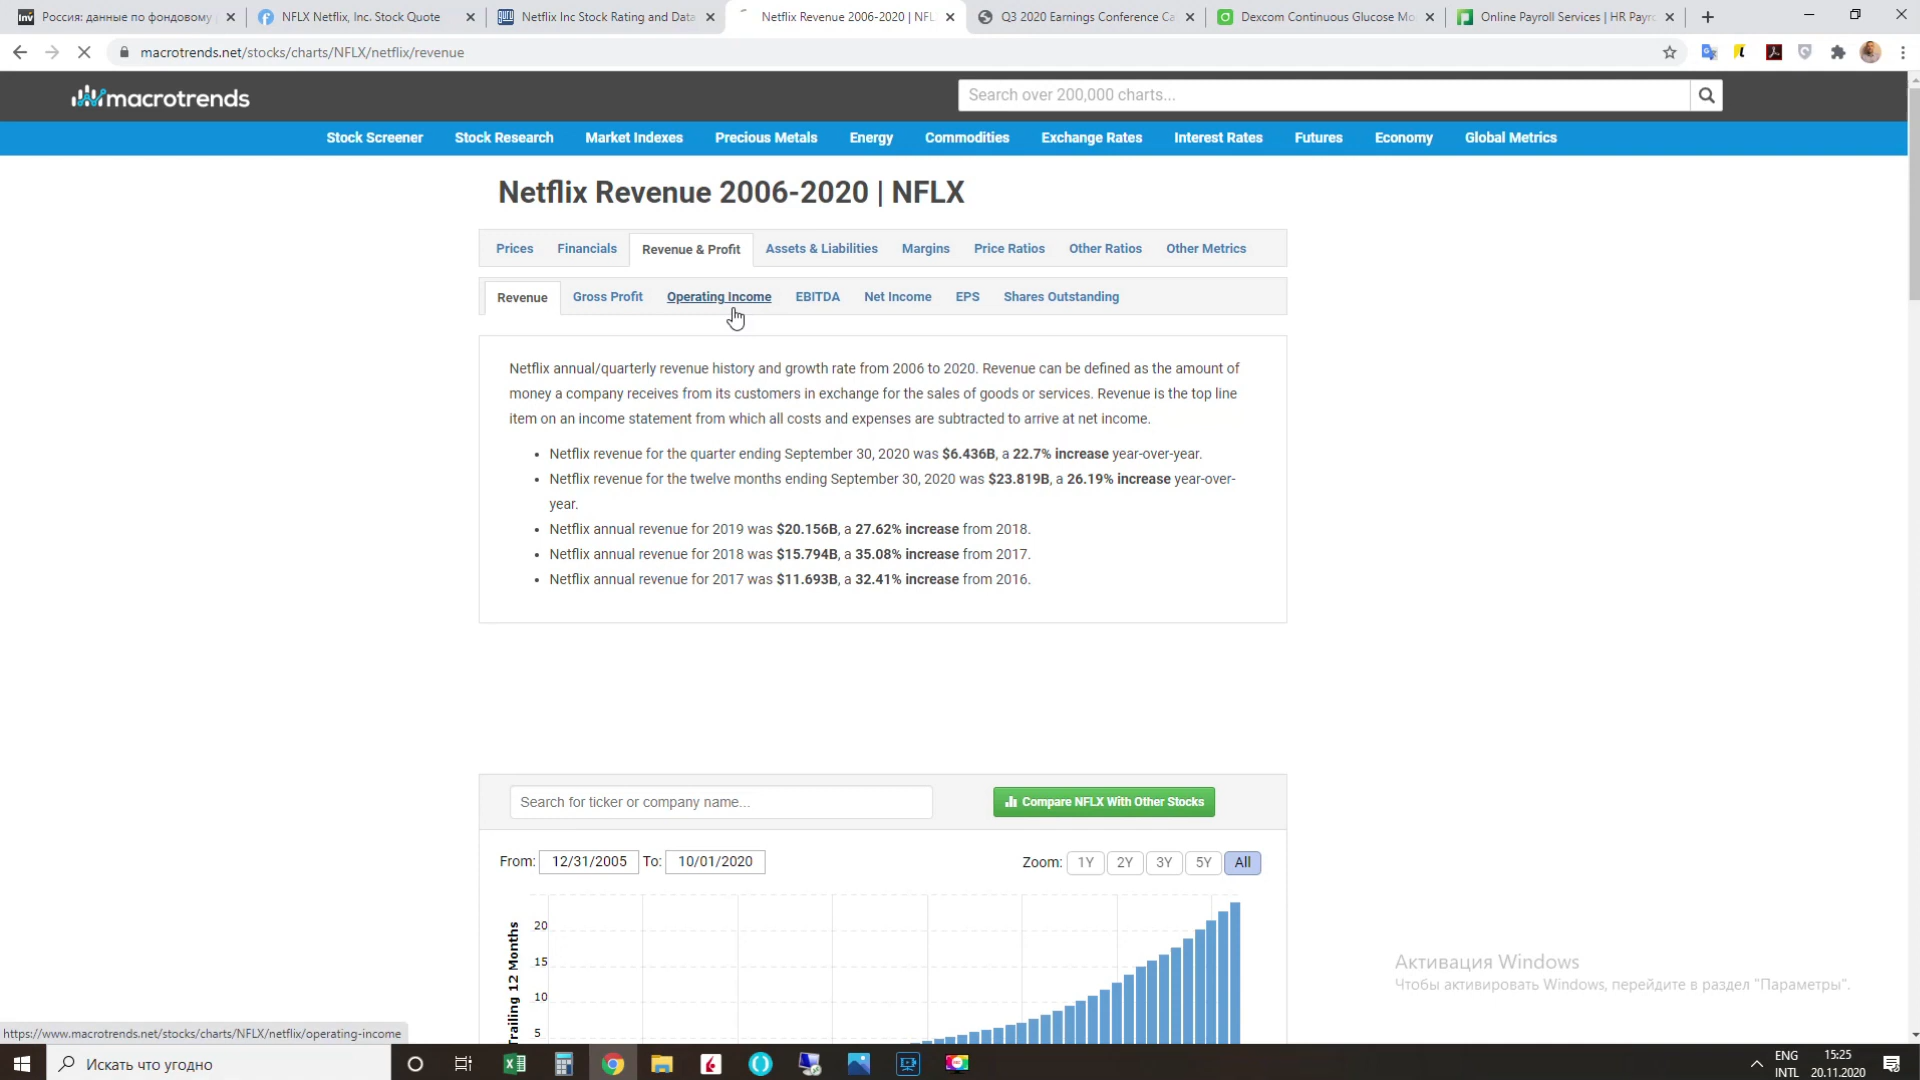 Россия: данные по фондовому
NFLX Netflix, Inc. Stock Quote
Netflix Inc Stock Rating and Data
Netflix Revenue 2006-2020 | NFL
Q3 2020 Earnings Conference Ca
Dexcom Continuous Glucose Mo
Online Payroll Services | HR Payr
macrotrends.net/stocks/charts/NFLX/netflix/revenue
macrotrends
Search over 200,000 charts...
Stock Screener Stock Research Market Indexes Precious Metals Energy Commodities Exchange Rates Interest Rates Futures Economy Global Metrics
Netflix Revenue 2006-2020 | NFLX
Prices Financials Revenue & Profit Assets & Liabilities Margins Price Ratios Other Ratios Other Metrics
Revenue Gross Profit Operating Income EBITDA Net Income EPS Shares Outstanding
Netflix annual/quarterly revenue history and growth rate from 2006 to 2020. Revenue can be defined as the amount of
money a company receives from its customers in exchange for the sales of goods or services. Revenue is the top line
item on an income statement from which all costs and expenses are subtracted to arrive at net income.
• Netflix revenue for the quarter ending September 30, 2020 was $6.436B, a 22.7% increase year-over-year.
• Netflix revenue for the twelve months ending September 30, 2020 was $23.819B, a 26.19% increase year-over-
year.
• Netflix annual revenue for 2019 was $20.156B, a 27.62% increase from 2018.
• Netflix annual revenue for 2018 was $15.794B, a 35.08% increase from 2017.
• Netflix annual revenue for 2017 was $11.693B, a 32.41% increase from 2016.
Search for ticker or company name...
Compare NFLX With Other Stocks
From: 12/31/2005 To: 10/01/2020
Zoom: 1Y 2Y 3Y 5Y All
Trailing 12 Months
20
15
10
5
Активация Windows
Чтобы активировать Windows, перейдите в раздел "Параметры".
https://www.macrotrends.net/stocks/charts/NFLX/netflix/operating-income
Искать что угодно
ENG
INTL
15:25
20.11.2020